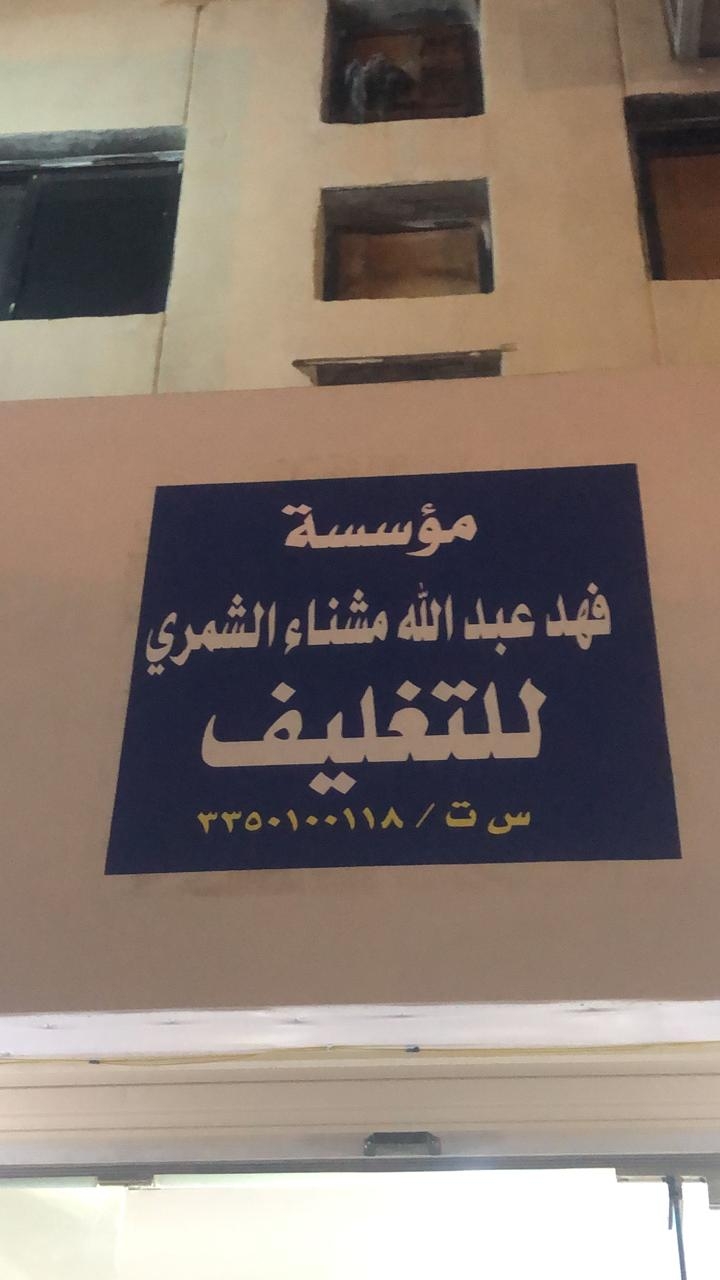 مؤسسة
فهد عبد الله مشناء الشمري
للتغليف
س ت / ٣٣٥٠١٠٠١١٨